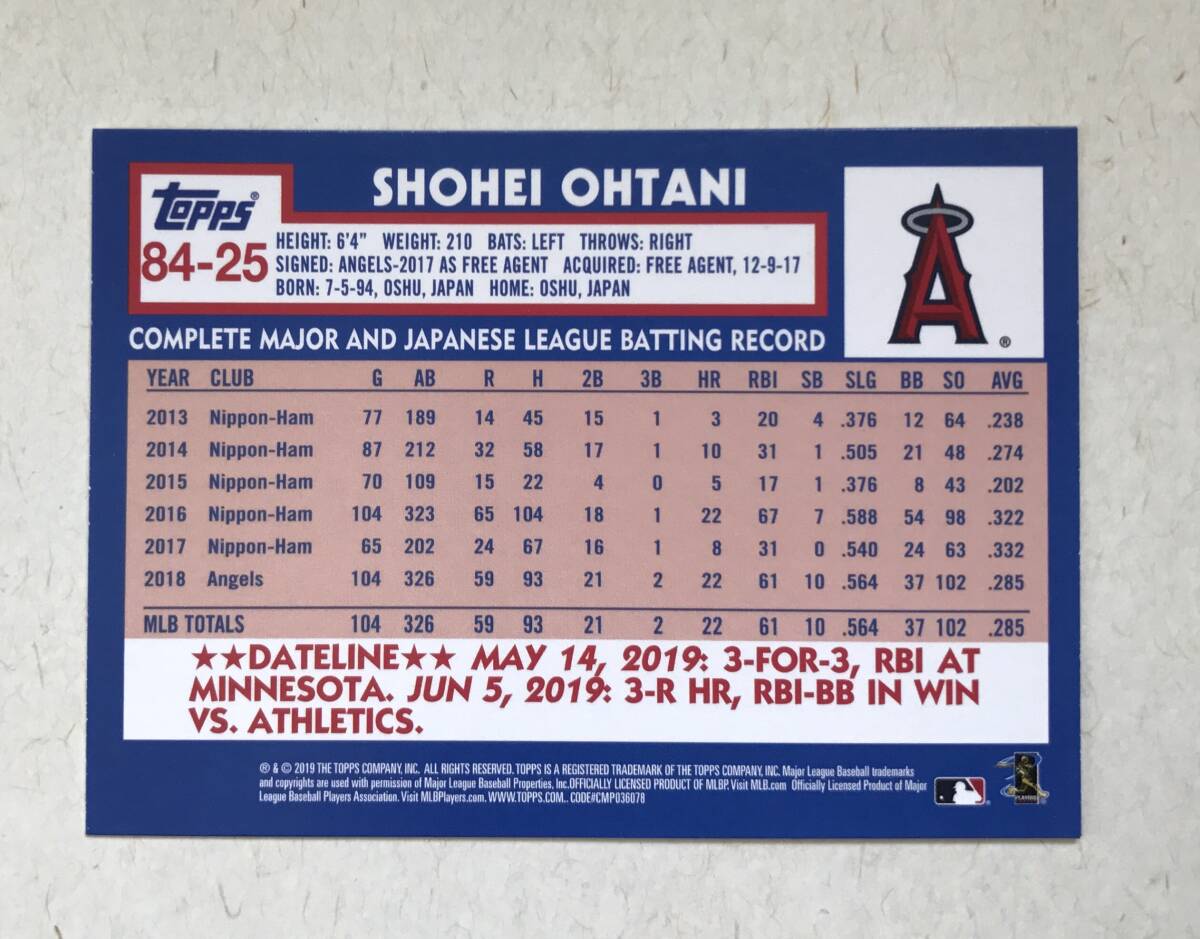 SHOHEI OHTANI
Topps®
84-25
HEIGHT: 6'4" WEIGHT: 210 BATS: LEFT THROWS: RIGHT
SIGNED: ANGELS-2017 AS FREE AGENT ACQUIRED: FREE AGENT, 12-9-17
BORN: 7-5-94, OSHU, JAPAN HOME: OSHU, JAPAN
A®
COMPLETE MAJOR AND JAPANESE LEAGUE BATTING RECORD
YEAR CLUB G AB R H 2B 3B HR RBI SB SLG BB SO AVG
2013 Nippon-Ham 77 189 14 45 15 1 3 20 4 .376 12 64 .238
2014 Nippon-Ham 87 212 32 58 17 1 10 31 1 .505 21 48 .274
2015 Nippon-Ham 70 109 15 22 4 0 5 17 1 .376 8 43 .202
2016 Nippon-Ham 104 323 65 104 18 1 22 67 7 .588 54 98 .322
2017 Nippon-Ham 65 202 24 67 16 1 8 31 0 .540 24 63 .332
2018 Angels 104 326 59 93 21 2 22 61 10 .564 37 102 .285
MLB TOTALS 104 326 59 93 21 2 22 61 10 .564 37 102 .285
★★DATELINE★★ MAY 14, 2019: 3-FOR-3, RBI AT
MINNESOTA. JUN 5, 2019: 3-R HR, RBI-BB IN WIN
VS. ATHLETICS.
® & © 2019 THE TOPPS COMPANY, INC. ALL RIGHTS RESERVED. TOPPS IS A REGISTERED TRADEMARK OF THE TOPPS COMPANY, INC. Major League Baseball trademarks
and copyrights are used with permission of Major League Baseball Properties, Inc.OFFICIALLY LICENSED PRODUCT OF MLBP. Visit MLB.com Officially Licensed Product of Major
League Baseball Players Association. Visit MLBPlayers.com. WWW.TOPPS.COM.. CODE#CMP036078
PLAYERS